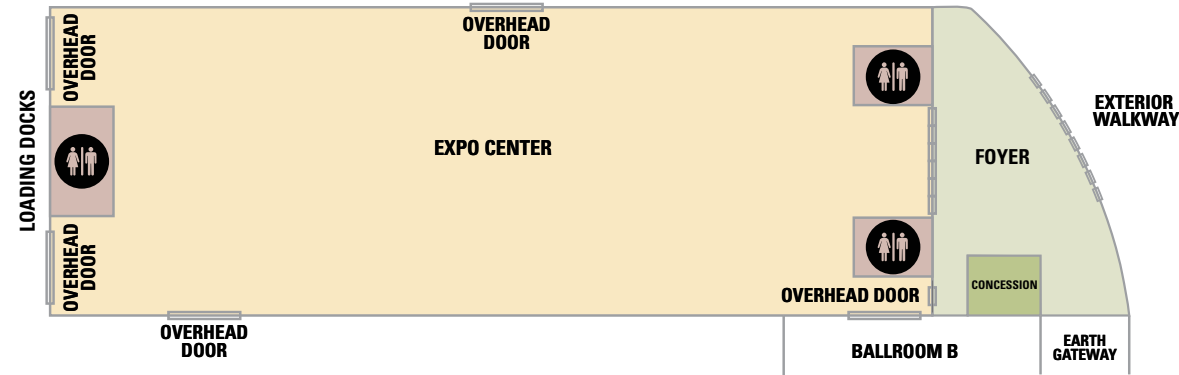 OVERHEAD
DOOR
OVERHEAD
DOOR
LOADING DOCKS
EXPO CENTER
EXTERIOR
WALKWAY
FOYER
OVERHEAD
DOOR
OVERHEAD DOOR
CONCESSION
OVERHEAD
DOOR
BALLROOM B
EARTH
GATEWAY